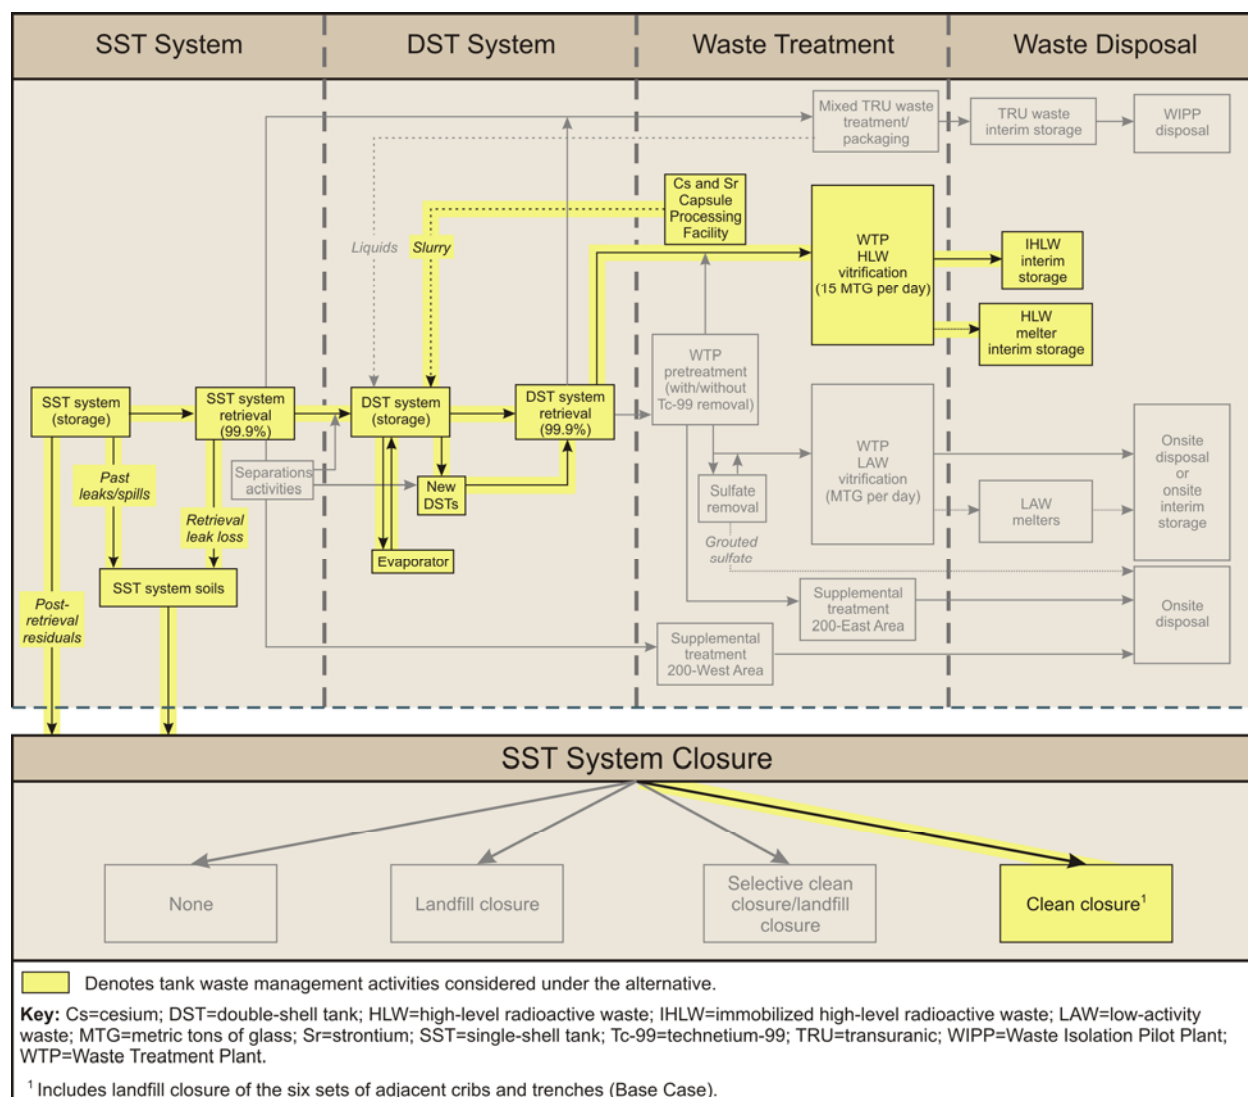 SST System
DST System
Waste Treatment
Waste Disposal
Mixed TRU waste
treatment/
packaging
TRU waste
interim storage
WIPP
disposal
Cs and Sr
Capsule
Processing
Facility
Liquids
Slurry
WTP
HLW
vitrification
(15 MTG per day)
IHLW
interim
storage
HLW
melter
interim storage
WTP
pretreatment
(with/without
Tc-99 removal)
SST system
(storage)
SST system
retrieval
(99.9%)
DST system
(storage)
DST system
retrieval
(99.9%)
Separations
activities
New
DSTs
Past
leaks/spills
Retrieval
leak loss
Evaporator
SST system soils
Post-
retrieval
residuals
Sulfate
removal
Grouted
sulfate
WTP
LAW
vitrification
(MTG per day)
LAW
melters
Onsite
disposal
or
onsite
interim
storage
Supplemental
treatment
200-East Area
Supplemental
treatment
200-West Area
Onsite
disposal
SST System Closure
None
Landfill closure
Selective clean
closure/landfill
closure
Clean closure¹
Denotes tank waste management activities considered under the alternative.
Key: Cs=cesium; DST=double-shell tank; HLW=high-level radioactive waste; IHLW=immobilized high-level radioactive waste; LAW=low-activity
waste; MTG=metric tons of glass; Sr=strontium; SST=single-shell tank; Tc-99=technetium-99; TRU=transuranic; WIPP=Waste Isolation Pilot Plant;
WTP=Waste Treatment Plant.
¹ Includes landfill closure of the six sets of adjacent cribs and trenches (Base Case).